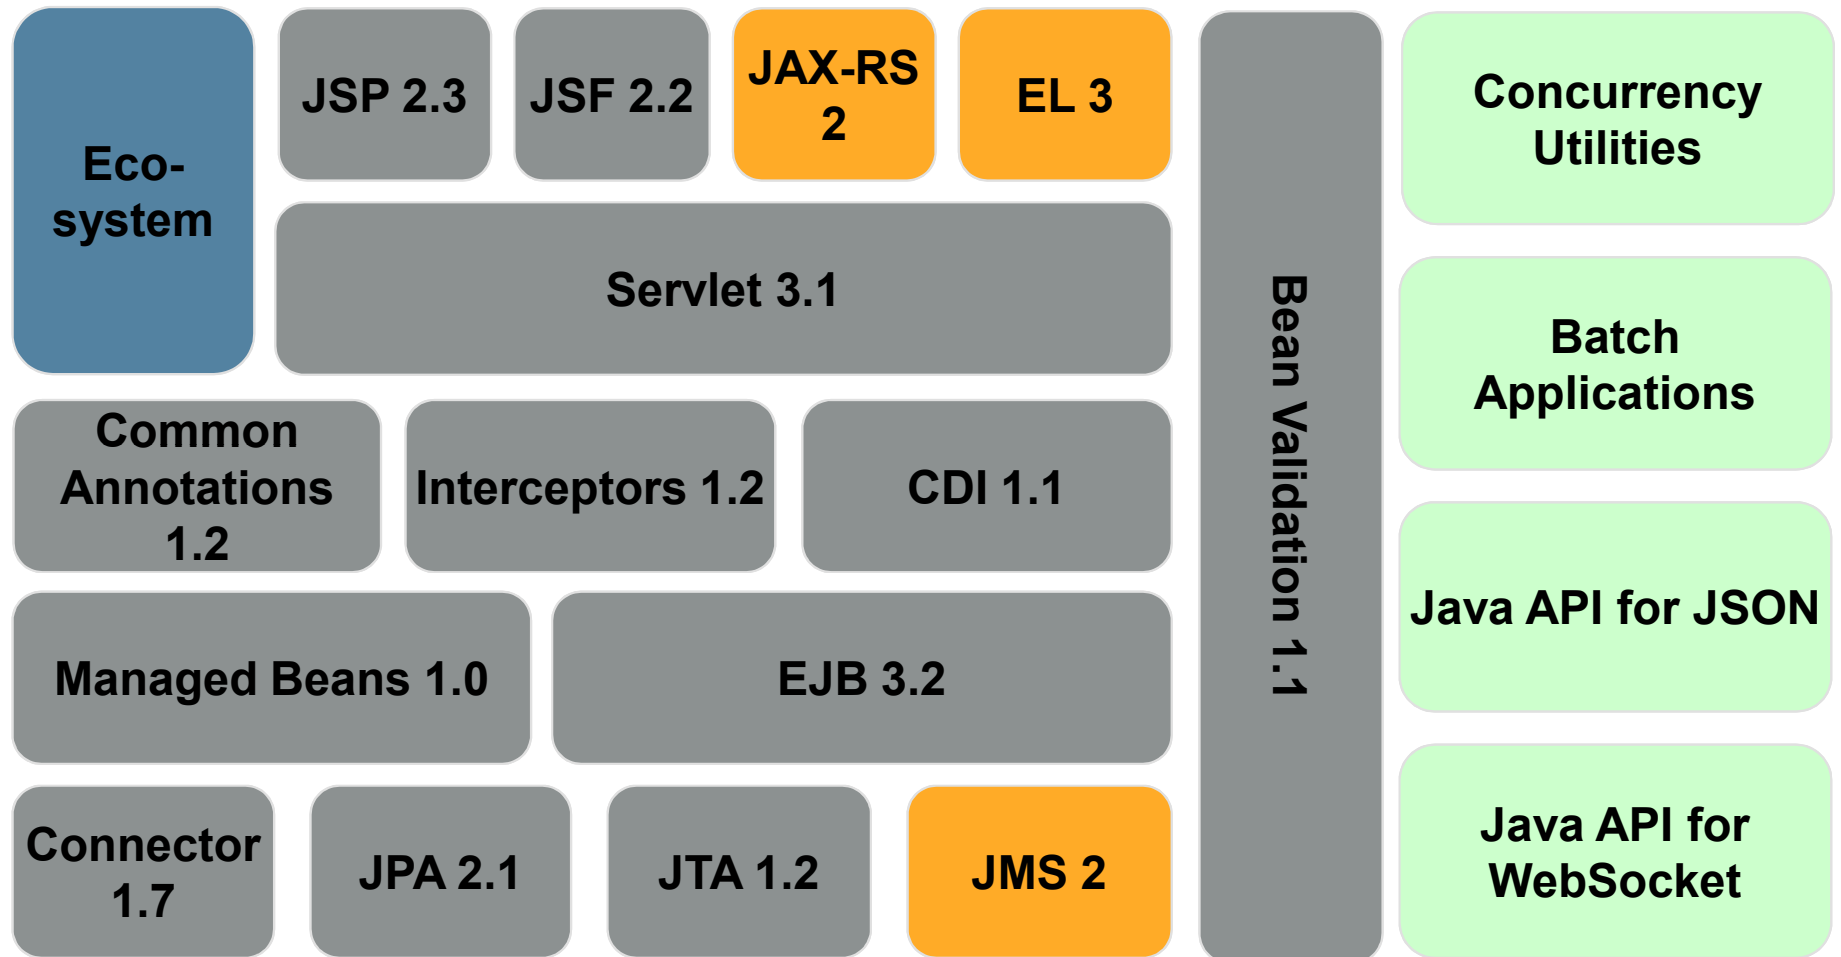 Eco-
system
JSP 2.3
JSF 2.2
JAX-RS
2
EL 3
Servlet 3.1
Common
Annotations
1.2
Interceptors 1.2
CDI 1.1
Managed Beans 1.0
EJB 3.2
Connector
1.7
JPA 2.1
JTA 1.2
JMS 2
Bean Validation 1.1
Concurrency
Utilities
Batch
Applications
Java API for JSON
Java API for
WebSocket